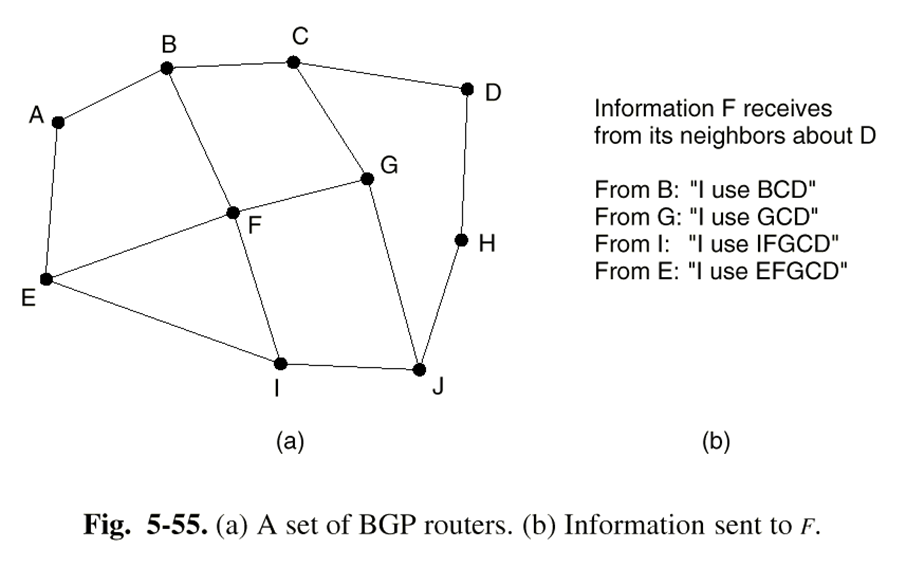 B
C
A
D
G
F
H
E
I
J
(a)
Information F receives
from its neighbors about D
From B: "I use BCD"
From G: "I use GCD"
From I: "I use IFGCD"
From E: "I use EFGCD"
(b)
Fig. 5-55. (a) A set of BGP routers. (b) Information sent to F.